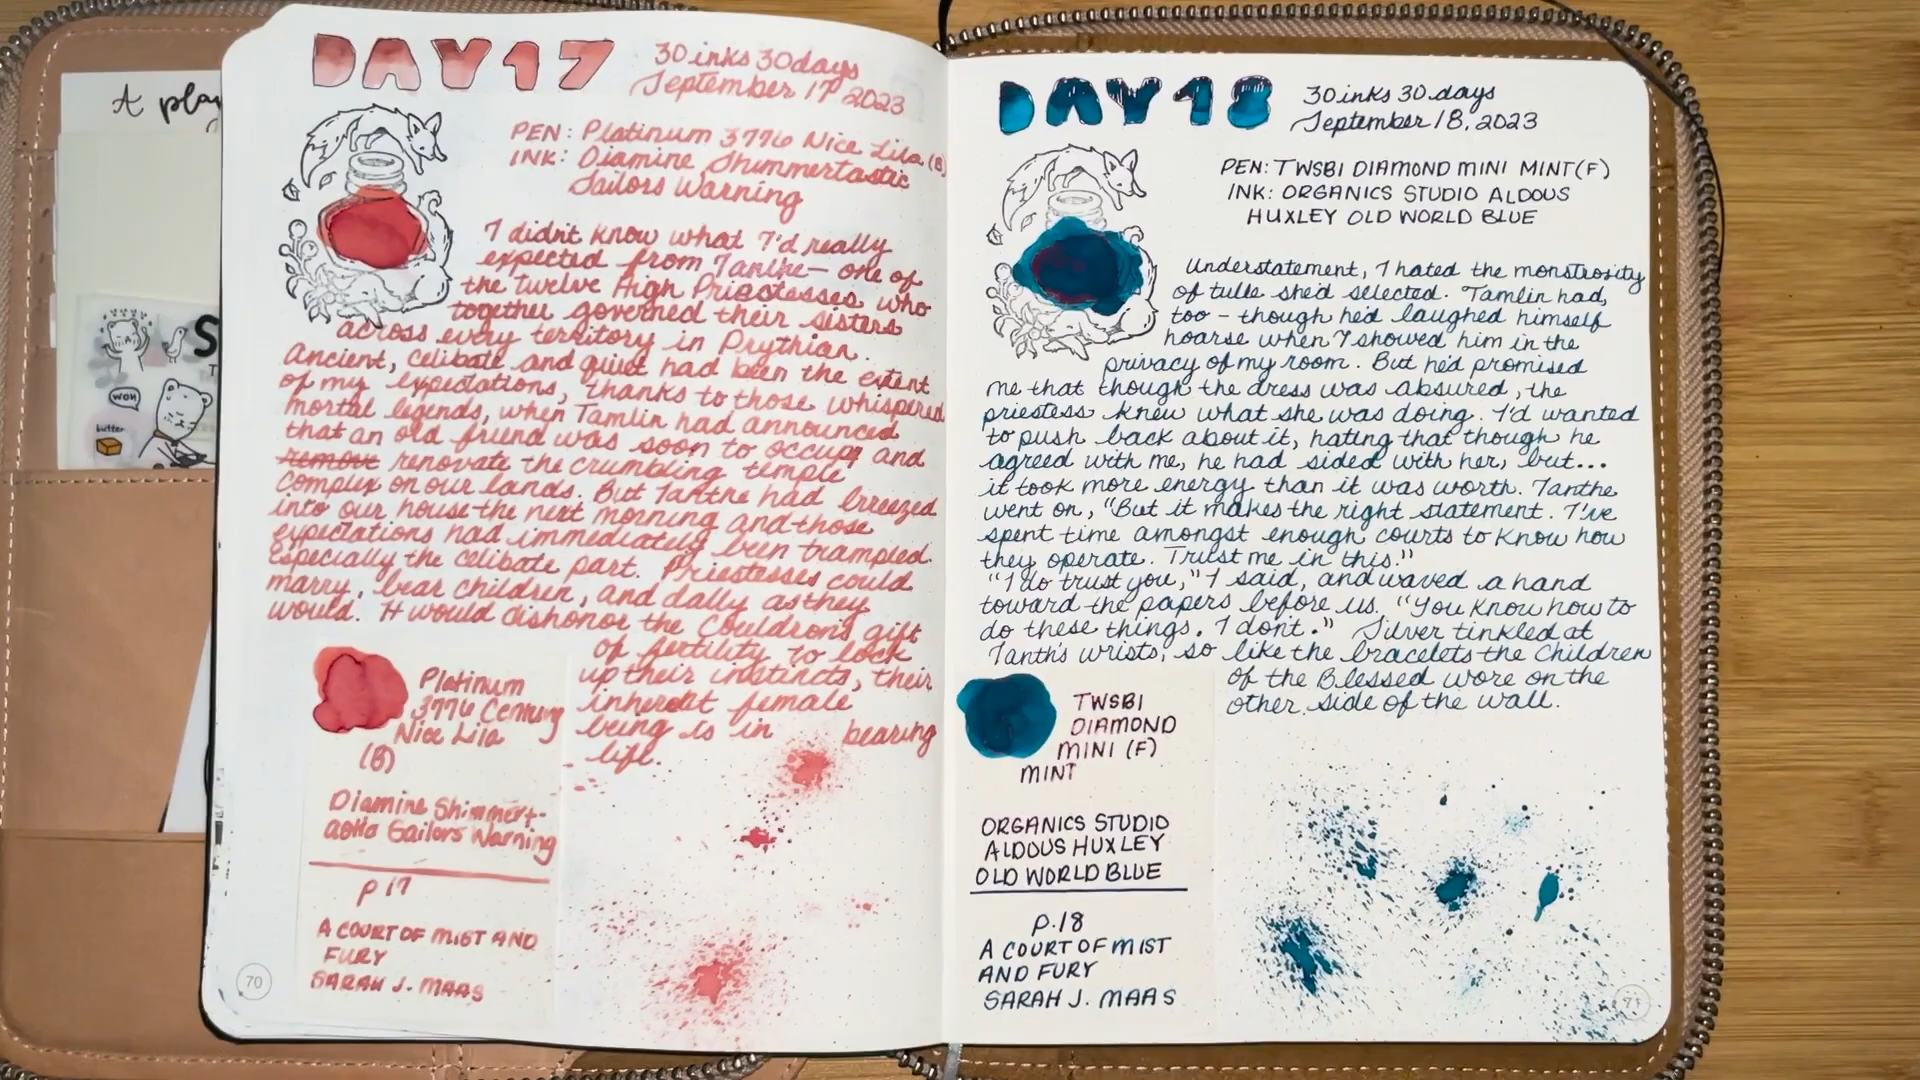 A play
WOH
butter
S
T
DAY 17
30 inks 30 days
September 17 2023
PEN: Platinum 3776 Nice Lila (B)
INK: Diamine Shimmertastic
Sailors Warning
I didn't know what I'd really
expected from Ianthe — one of
the twelve High Priestesses who
together governed their sisters
across every territory in Prythian.
Ancient, celibate and quiet had been the extent
of my expectations, thanks to those whispered
mortal legends, when Tamlin had announced
that an old friend was soon to occupy and
remove renovate the crumbling temple
complex on our lands. But Ianthe had breezed
into our house the next morning and those
expectations had immediately been trampled.
Especially the celibate part. Priestesses could
marry, bear children, and dally as they
would. It would dishonor the Couldron's gift
of fertility to lock
up their instincts, their
inherent female
being is in bearing
life.
Platinum
3776 Century
Nice Lila
(B)
Diamine Shimmert-
astic Sailors Warning
p 17
A COURT OF MIST AND
FURY
SARAH J. MAAS
70
DAY 18
30 inks 30 days
September 18, 2023
PEN: TWSBI DIAMOND MINI MINT (F)
INK: ORGANICS STUDIO ALDOUS
HUXLEY OLD WORLD BLUE
Understatement, I hated the monstrosity
of tulle she'd selected. Tamlin had,
too - though he'd laughed himself
hoarse when I showed him in the
privacy of my room. But he'd promised
me that though the dress was absured, the
priestess knew what she was doing. I'd wanted
to push back about it, hating that though he
agreed with me, he had sided with her, but...
it took more energy than it was worth. Ianthe
went on, "But it makes the right statement. I've
spent time amongst enough courts to know how
they operate. Trust me in this."
"I do trust you," I said, and waved a hand
toward the papers before us. "You know how to
do these things. I don't." Silver tinkled at
Ianth's wrists, so like the bracelets the Children
of the Blessed wore on the
other side of the wall.
TWSBI
DIAMOND
MINI (F)
MINT
ORGANICS STUDIO
ALDOUS HUXLEY
OLD WORLD BLUE
p.18
A COURT OF MIST
AND FURY
SARAH J. MAAS
71